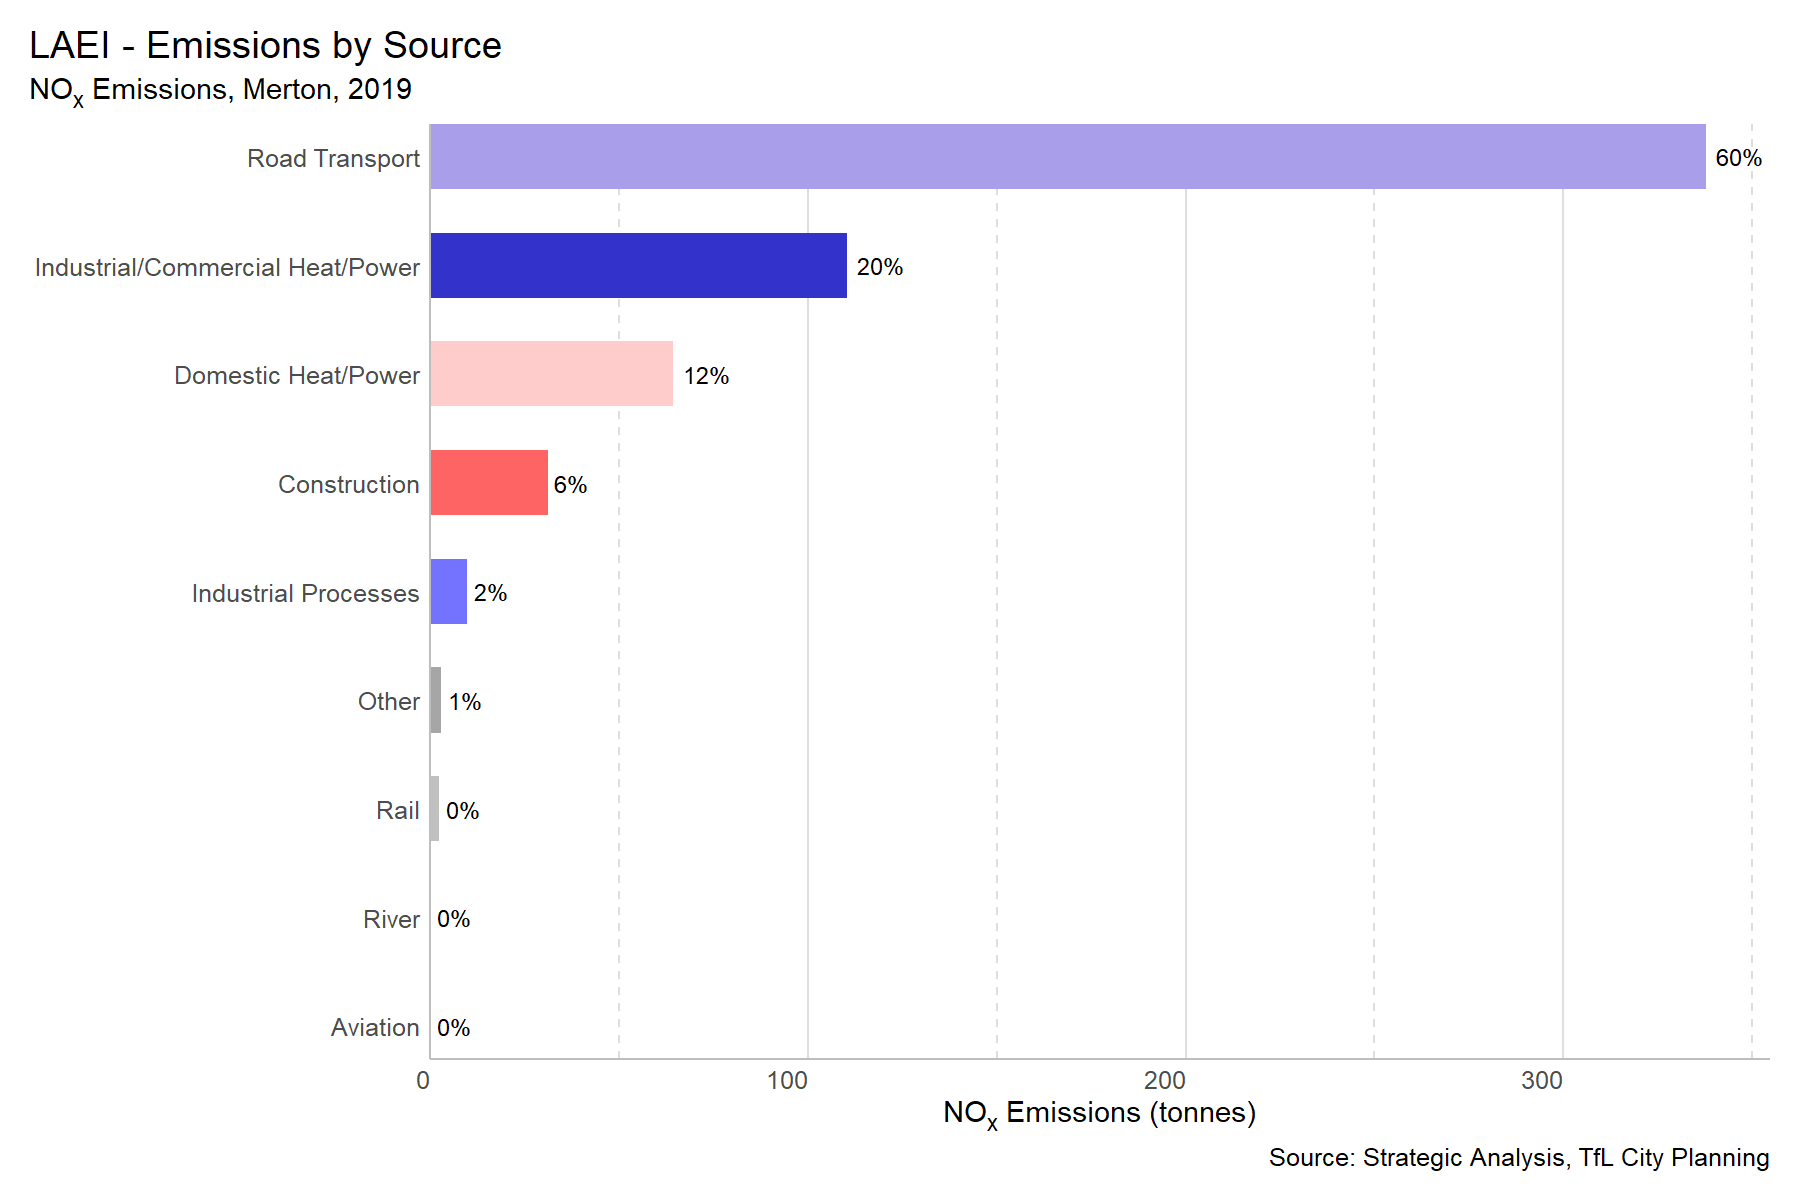 LAEI - Emissions by Source
NOx Emissions, Merton, 2019
Road Transport 60%
Industrial/Commercial Heat/Power 20%
Domestic Heat/Power 12%
Construction 6%
Industrial Processes 2%
Other 1%
Rail 0%
River 0%
Aviation 0%
0 100 200 300
NOx Emissions (tonnes)
Source: Strategic Analysis, TfL City Planning